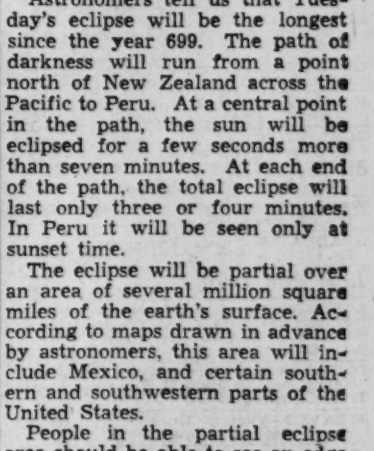 Astronomers tell us that Tues-
day's eclipse will be the longest
since the year 699. The path of
darkness will run from a point
north of New Zealand across the
Pacific to Peru. At a central point
in the path, the sun will be
eclipsed for a few seconds more
than seven minutes. At each end
of the path, the total eclipse will
last only three or four minutes.
In Peru it will be seen only at
sunset time.
The eclipse will be partial over
an area of several million square
miles of the earth's surface. Ac-
cording to maps drawn in advance
by astronomers, this area will in-
clude Mexico, and certain south-
ern and southwestern parts of the
United States.
People in the partial eclipse